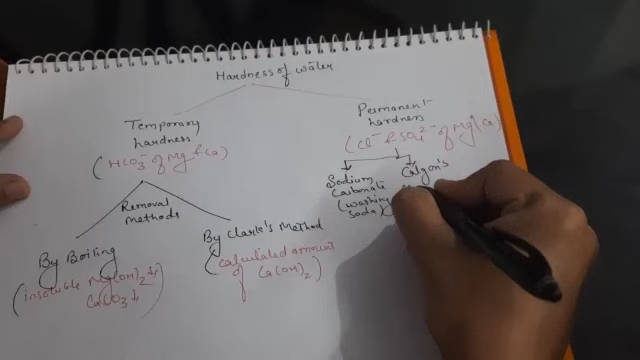 Hardness of water
Temporary
hardness
(HCO3⁻ of Mg & Ca)
Removal
Methods
By Boiling
(insoluble Mg(OH)2↓
CaCO3↓)
By Clarke's Method
(calculated amount
of Ca(OH)2)
Permanent
hardness
(Cl⁻ & SO4²⁻ of Mg/Ca)
Sodium
Carbonate
(washing
soda)
Calgon's